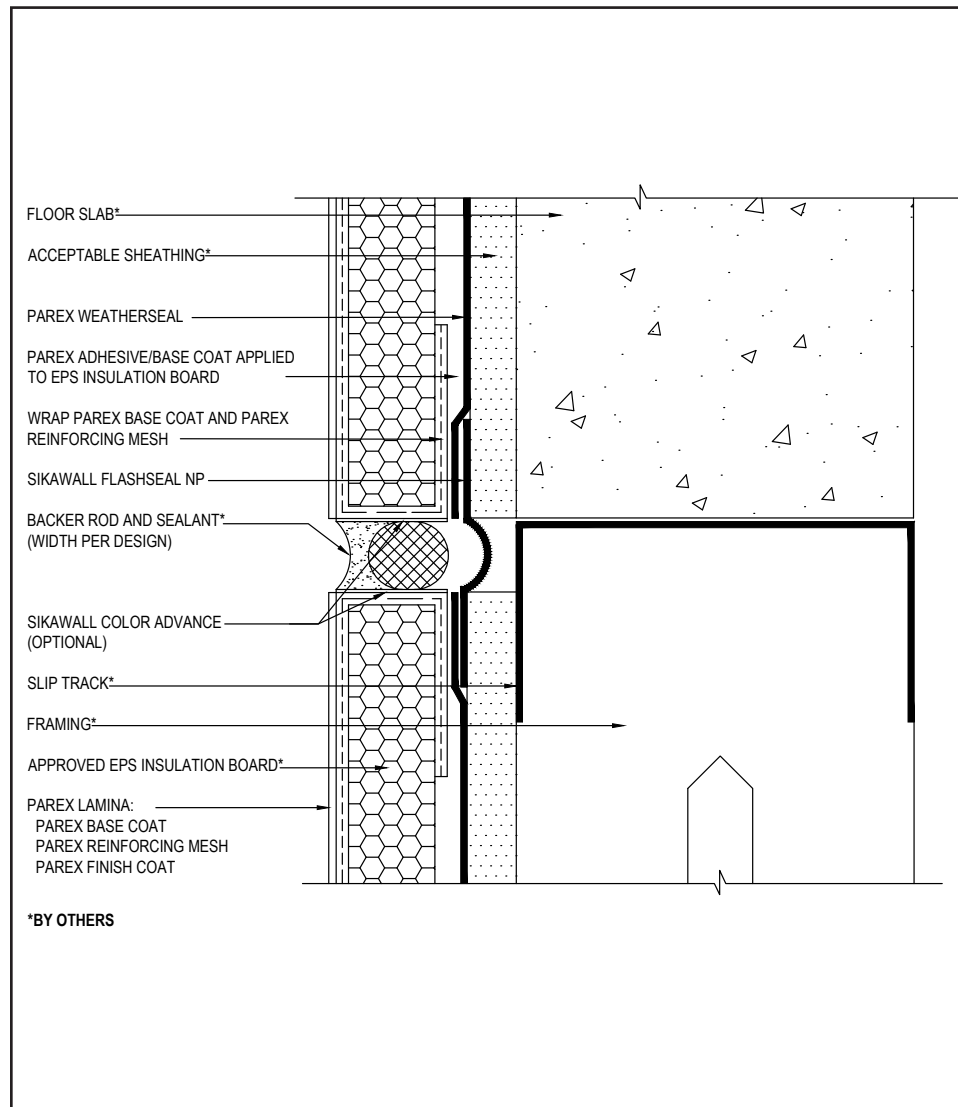 FLOOR SLAB*
ACCEPTABLE SHEATHING*
PAREX WEATHERSEAL
PAREX ADHESIVE/BASE COAT APPLIED
TO EPS INSULATION BOARD
WRAP PAREX BASE COAT AND PAREX
REINFORCING MESH
SIKAWALL FLASHSEAL NP
BACKER ROD AND SEALANT*
(WIDTH PER DESIGN)
SIKAWALL COLOR ADVANCE
(OPTIONAL)
SLIP TRACK*
FRAMING*
APPROVED EPS INSULATION BOARD*
PAREX LAMINA:
PAREX BASE COAT
PAREX REINFORCING MESH
PAREX FINISH COAT
*BY OTHERS